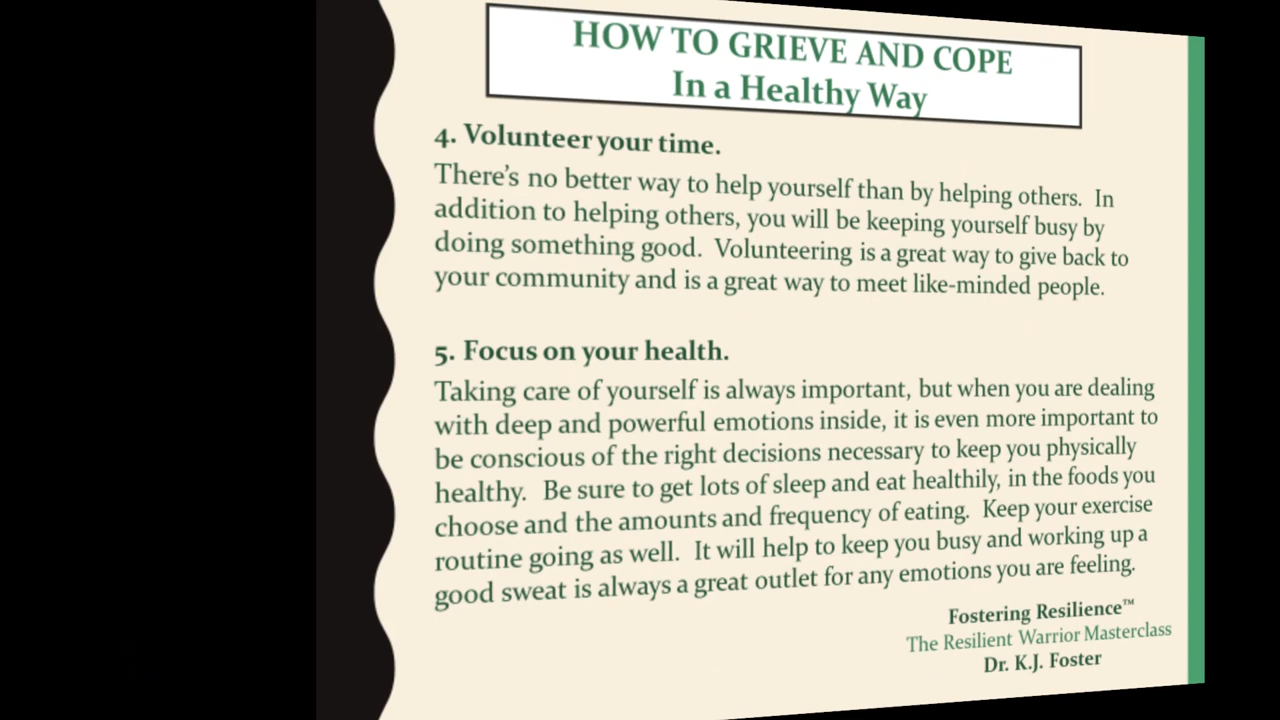 HOW TO GRIEVE AND COPE
In a Healthy Way
4. Volunteer your time.
There's no better way to help yourself than by helping others. In
addition to helping others, you will be keeping yourself busy by
doing something good. Volunteering is a great way to give back to
your community and is a great way to meet like-minded people.
5. Focus on your health.
Taking care of yourself is always important, but when you are dealing
with deep and powerful emotions inside, it is even more important to
be conscious of the right decisions necessary to keep you physically
healthy. Be sure to get lots of sleep and eat healthily, in the foods you
choose and the amounts and frequency of eating. Keep your exercise
routine going as well. It will help to keep you busy and working up a
good sweat is always a great outlet for any emotions you are feeling.
Fostering Resilience™
The Resilient Warrior Masterclass
Dr. K.J. Foster